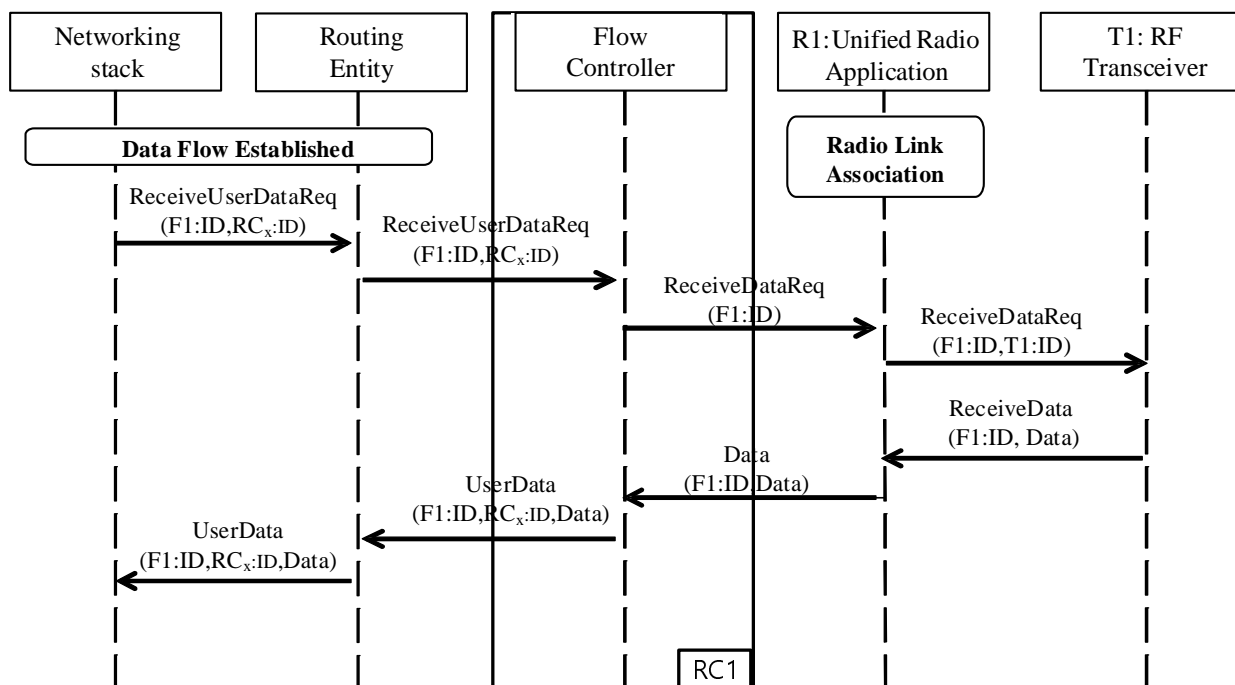 Networking
stack
Routing
Entity
Flow
Controller
R1:Unified Radio
Application
T1: RF
Transceiver
Data Flow Established
Radio Link
Association
ReceiveUserDataReq
(F1:ID,RCx:ID)
ReceiveUserDataReq
(F1:ID,RCx:ID)
ReceiveDataReq
(F1:ID)
ReceiveDataReq
(F1:ID,T1:ID)
ReceiveData
(F1:ID, Data)
Data
(F1:ID,Data)
UserData
(F1:ID,RCx:ID,Data)
UserData
(F1:ID,RCx:ID,Data)
RC1